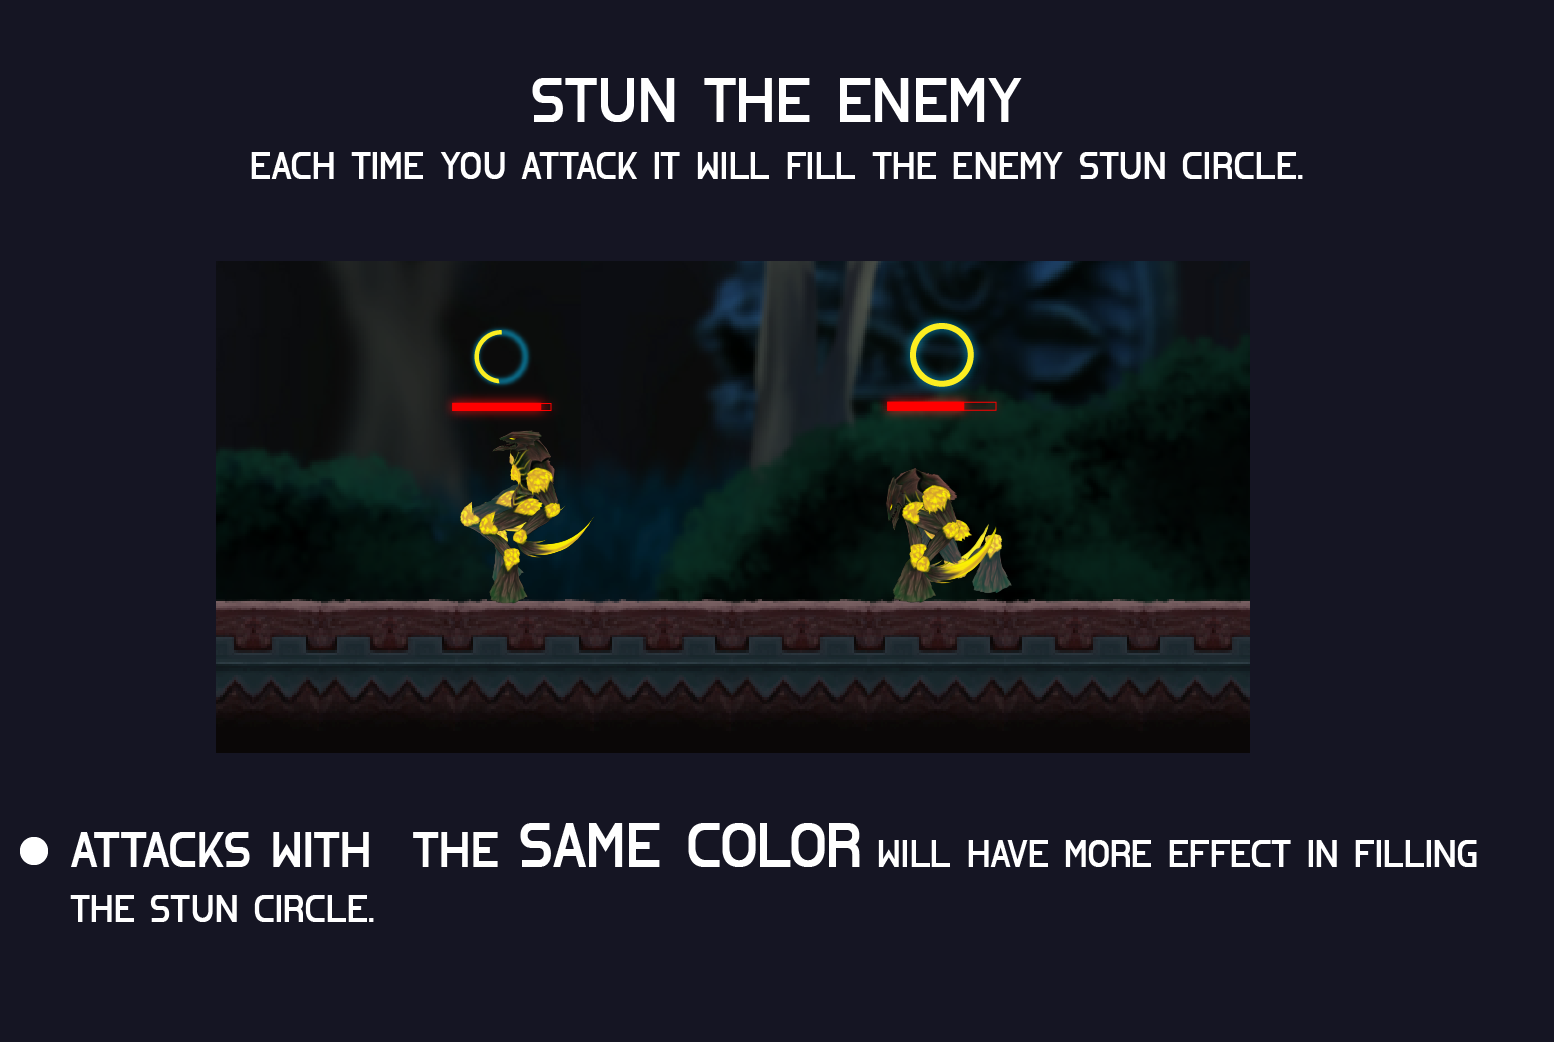 STUN THE ENEMY
EACH TIME YOU ATTACK IT WILL FILL THE ENEMY STUN CIRCLE.
● ATTACKS WITH THE SAME COLOR WILL HAVE MORE EFFECT IN FILLING
THE STUN CIRCLE.